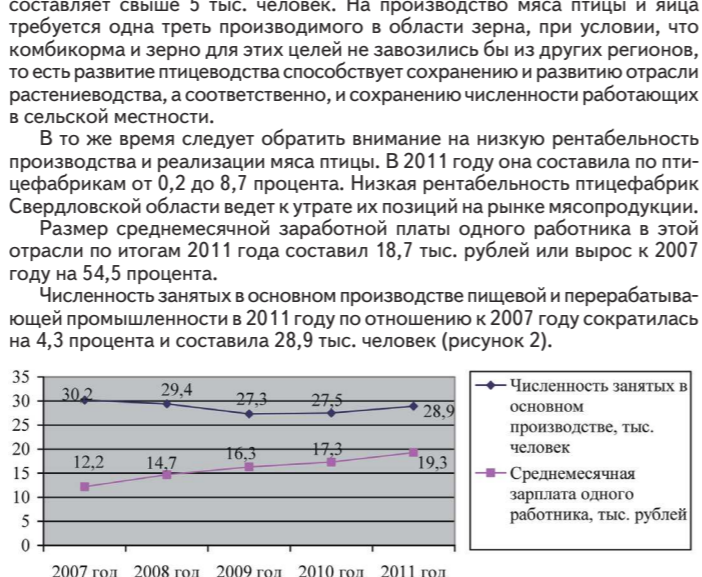 составляет свыше 5 тыс. человек. На производство мяса птицы и яйца
требуется одна треть производимого в области зерна, при условии, что
комбикорма и зерно для этих целей не завозились бы из других регионов,
то есть развитие птицеводства способствует сохранению и развитию отрасли
растениеводства, а соответственно, и сохранению численности работающих
в сельской местности.
В то же время следует обратить внимание на низкую рентабельность
производства и реализации мяса птицы. В 2011 году она составила по пти-
цефабрикам от 0,2 до 8,7 процента. Низкая рентабельность птицефабрик
Свердловской области ведет к утрате их позиций на рынке мясопродукции.
Размер среднемесячной заработной платы одного работника в этой
отрасли по итогам 2011 года составил 18,7 тыс. рублей или вырос к 2007
году на 54,5 процента.
Численность занятых в основном производстве пищевой и перерабатыва-
ющей промышленности в 2011 году по отношению к 2007 году сократилась
на 4,3 процента и составила 28,9 тыс. человек (рисунок 2).
35
30
25
20
15
10
5
0
30,2
29,4
27,3
27,5
28,9
12,2
14,7
16,3
17,3
19,3
2007 год 2008 год 2009 год 2010 год 2011 год
Численность занятых в
основном
производстве, тыс.
человек
Среднемесячная
зарплата одного
работника, тыс. рублей